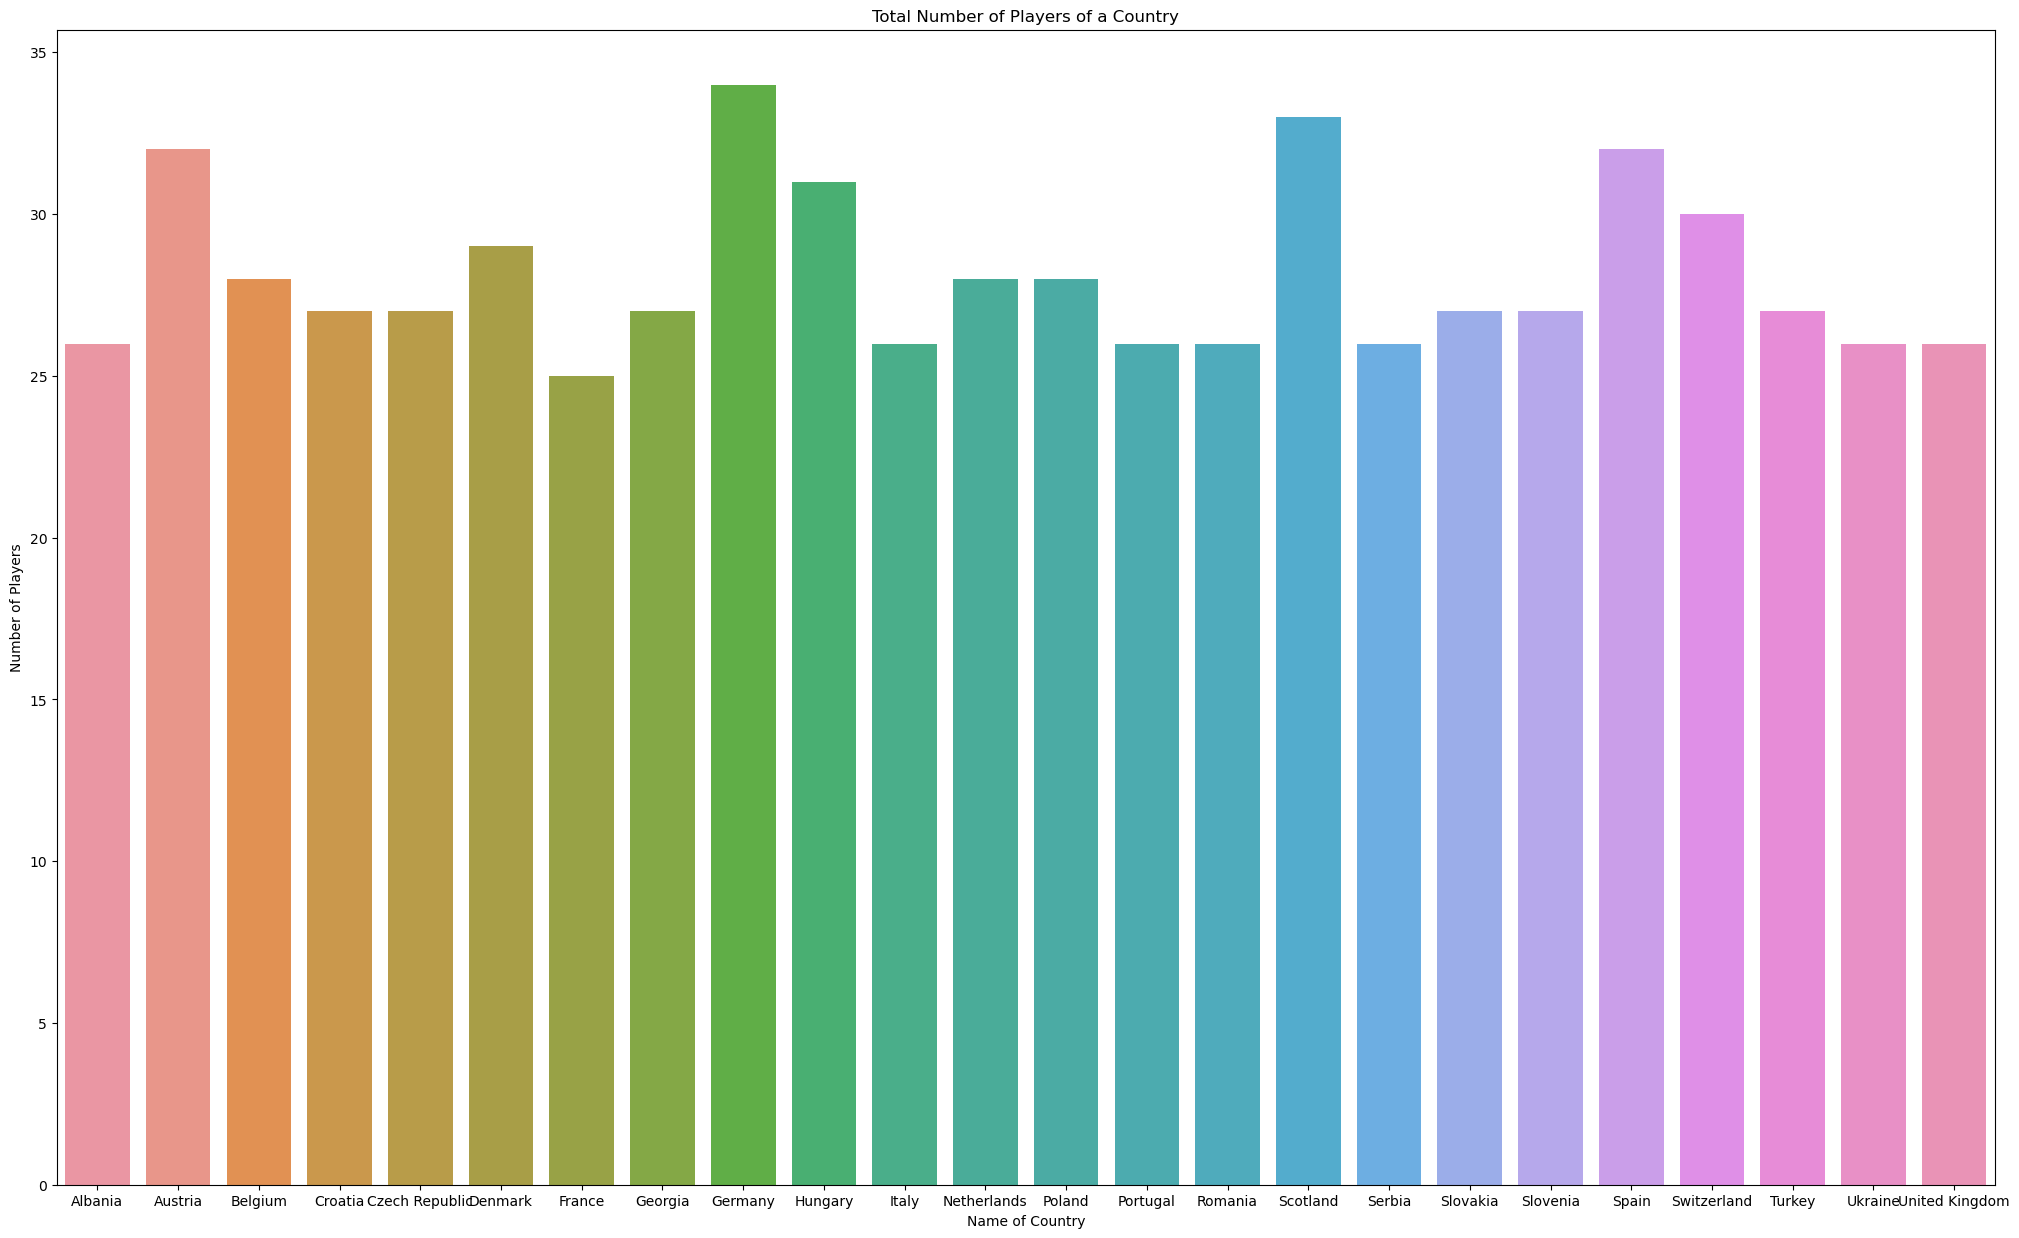 Total Number of Players of a Country
35
30
25
20
15
10
5
0
Number of Players
Albania Austria Belgium Croatia Czech Republic Denmark France Georgia Germany Hungary Italy Netherlands Poland Portugal Romania Scotland Serbia Slovakia Slovenia Spain Switzerland Turkey Ukraine United Kingdom
Name of Country